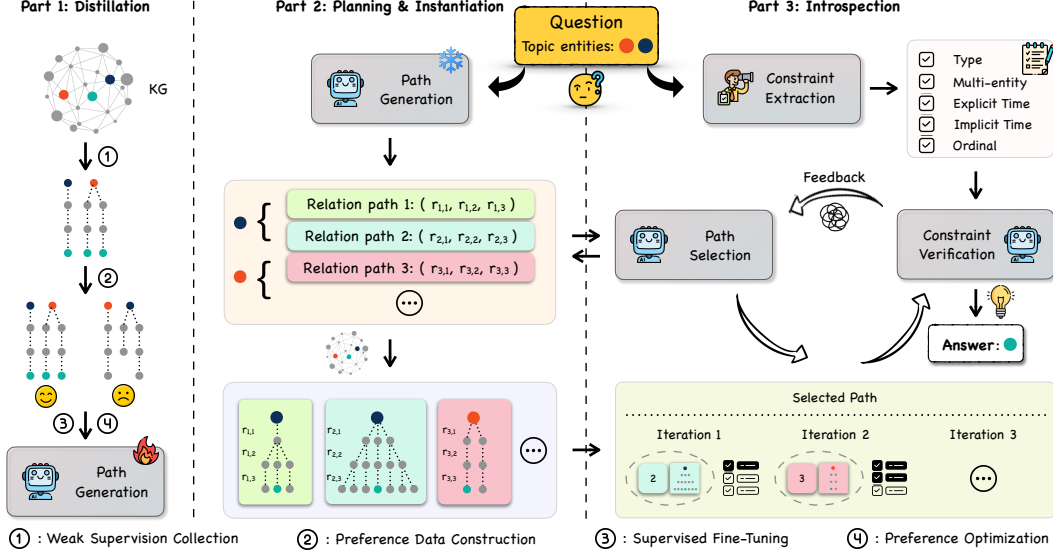 Part 1: Distillation
KG
①
②
③ ④
Path
Generation
Part 2: Planning & Instantiation
Question
Topic entities:
Path
Generation
Relation path 1: ( r1,1, r1,2, r1,3 )
Relation path 2: ( r2,1, r2,2, r2,3 )
Relation path 3: ( r3,1, r3,2, r3,3 )
r1,1
r1,2
r1,3
r2,1
r2,2
r2,3
r3,1
r3,2
r3,3
Part 3: Introspection
Constraint
Extraction
Type
Multi-entity
Explicit Time
Implicit Time
Ordinal
Feedback
Path
Selection
Constraint
Verification
Answer:
Selected Path
Iteration 1
Iteration 2
Iteration 3
2
3
① : Weak Supervision Collection
② : Preference Data Construction
③ : Supervised Fine-Tuning
④ : Preference Optimization